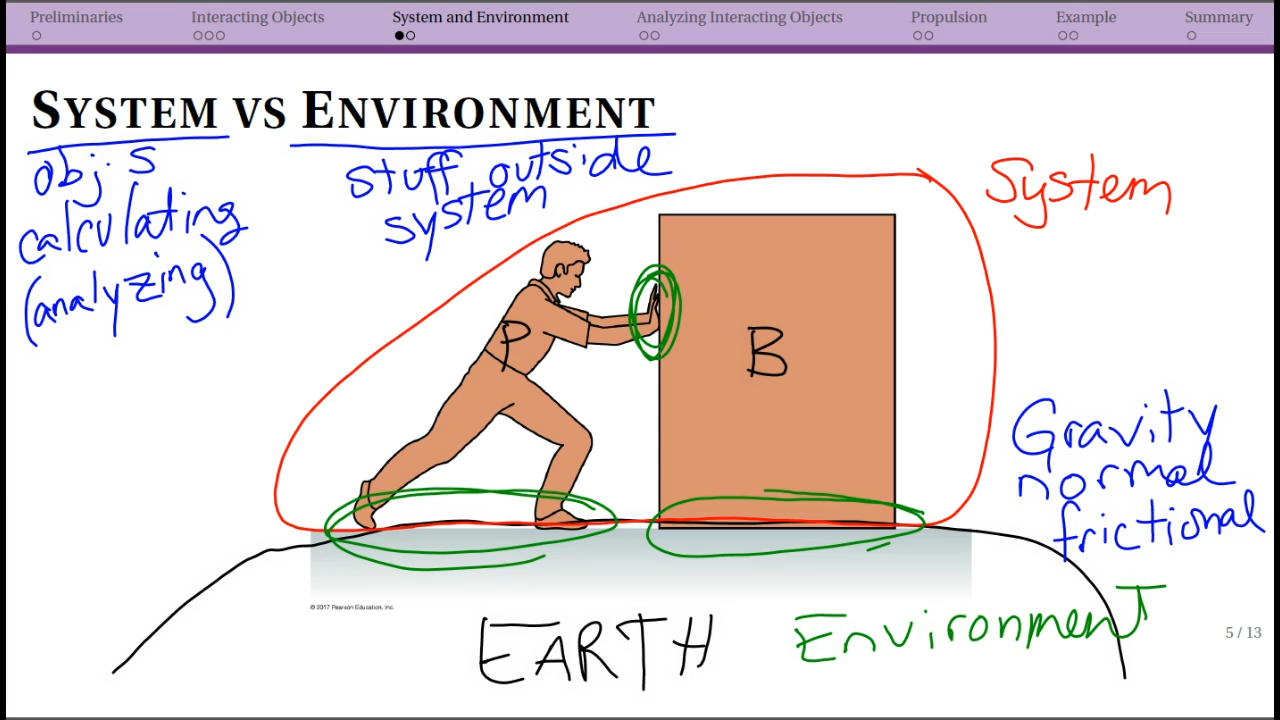 Preliminaries Interacting Objects System and Environment Analyzing Interacting Objects Propulsion Example Summary
SYSTEM VS ENVIRONMENT
obj.s
calculating
(analyzing)
stuff outside
system
System
P
B
Gravity
normal
frictional
© 2017 Pearson Education, Inc.
EARTH
Environment
5 / 13